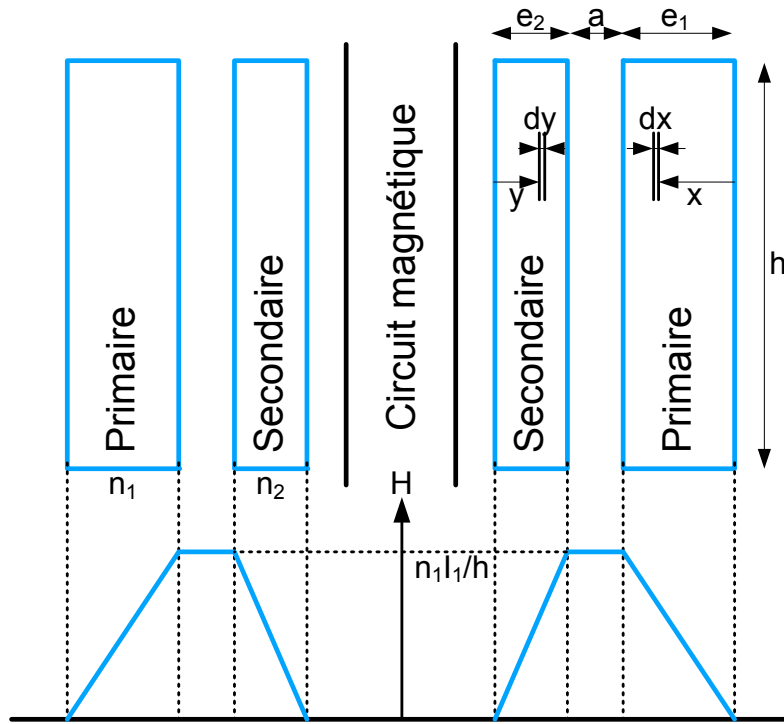 e₂ a e₁
dy dx
y x
h
Primaire
Secondaire
Circuit magnétique
Secondaire
Primaire
n₁ n₂ H
n₁I₁/h